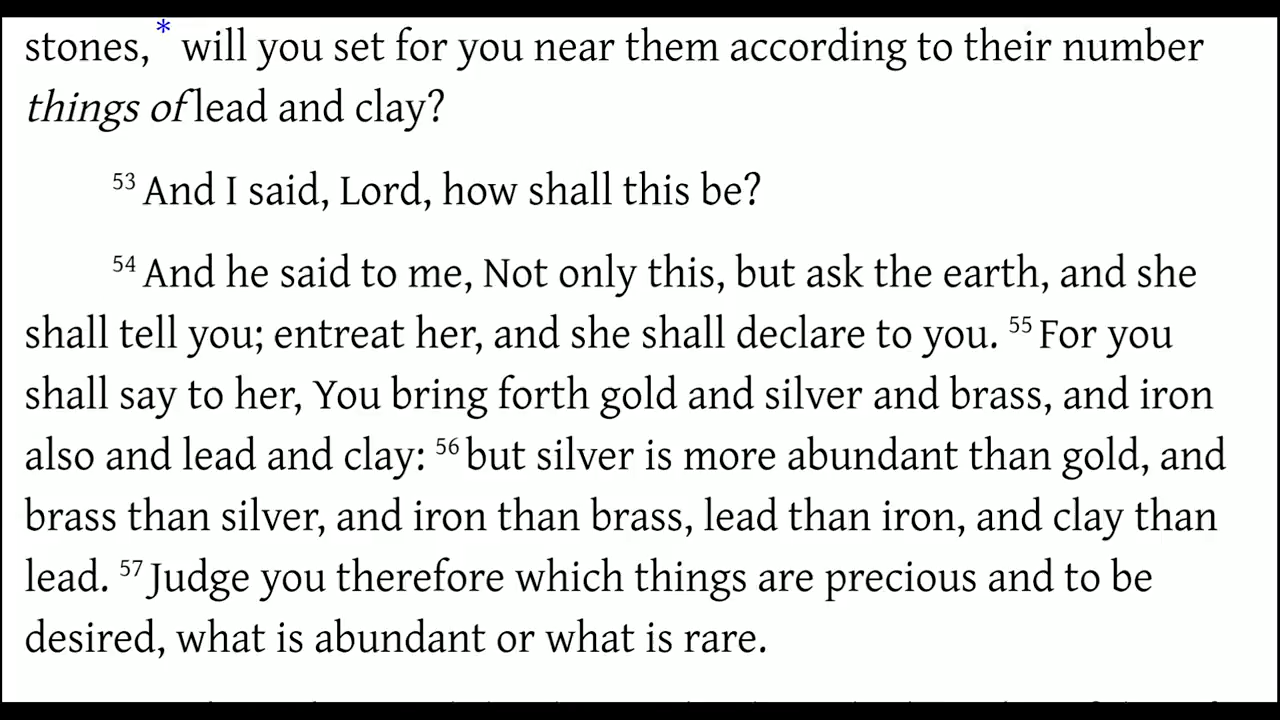 stones,* will you set for you near them according to their number
things of lead and clay?
53 And I said, Lord, how shall this be?
54 And he said to me, Not only this, but ask the earth, and she
shall tell you; entreat her, and she shall declare to you. 55 For you
shall say to her, You bring forth gold and silver and brass, and iron
also and lead and clay: 56 but silver is more abundant than gold, and
brass than silver, and iron than brass, lead than iron, and clay than
lead. 57 Judge you therefore which things are precious and to be
desired, what is abundant or what is rare.